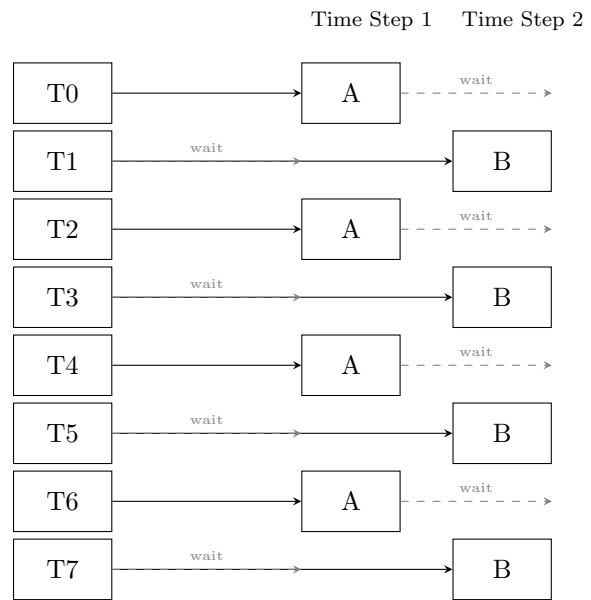 Time Step 1 Time Step 2
T0 A wait
T1 wait B
T2 A wait
T3 wait B
T4 A wait
T5 wait B
T6 A wait
T7 wait B